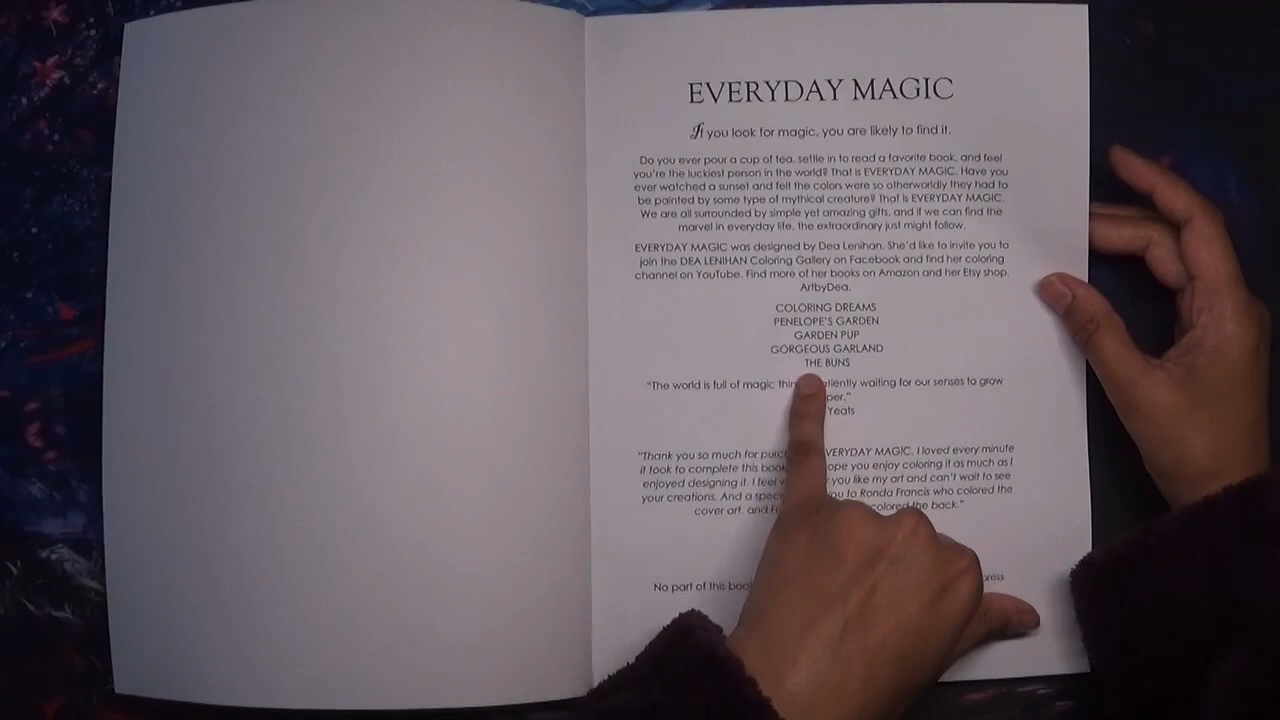 EVERYDAY MAGIC
If you look for magic, you are likely to find it.
Do you ever pour a cup of tea, settle in to read a favorite book, and feel
you're the luckiest person in the world? That is EVERYDAY MAGIC. Have you
ever watched a sunset and felt the colors were so otherworldly they had to
be painted by some type of mythical creature? That is EVERYDAY MAGIC.
We are all surrounded by simple yet amazing gifts, and if we can find the
marvel in everyday life, the extraordinary just might follow.
EVERYDAY MAGIC was designed by Dea Lenihan. She'd like to invite you to
join the DEA LENIHAN Coloring Gallery on Facebook and find her coloring
channel on YouTube. Find more of her books on Amazon and her Etsy shop,
ArtbyDea.
COLORING DREAMS
PENELOPE'S GARDEN
GARDEN PUP
GORGEOUS GARLAND
THE BUNS
"The world is full of magic waiting for our senses to grow
Yeats
"Thank you so much for EVERYDAY MAGIC. I loved every minute
it took to complete this book you enjoy coloring it as much as I
enjoyed designing it. I feel you like my art and can't wait to see
your creations. And a to Ronda Francis who colored the
cover art, and colored the back."
No part of this